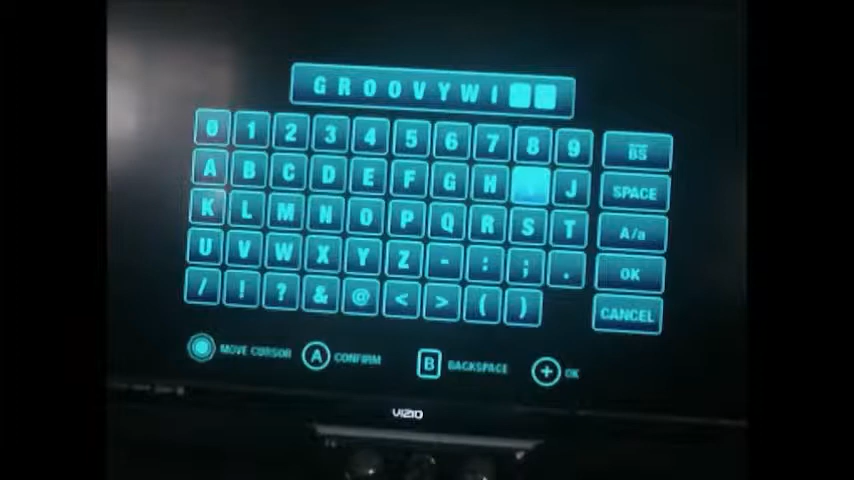 GROOVYWI
0 1 2 3 4 5 6 7 8 9 BS
A B C D E F G H I J SPACE
K L M N O P Q R S T A/a
U V W X Y Z - : ; . OK
/ ! ? & @ < > ( ) CANCEL
MOVE CURSOR A CONFIRM B BACKSPACE + OK
VIZIO